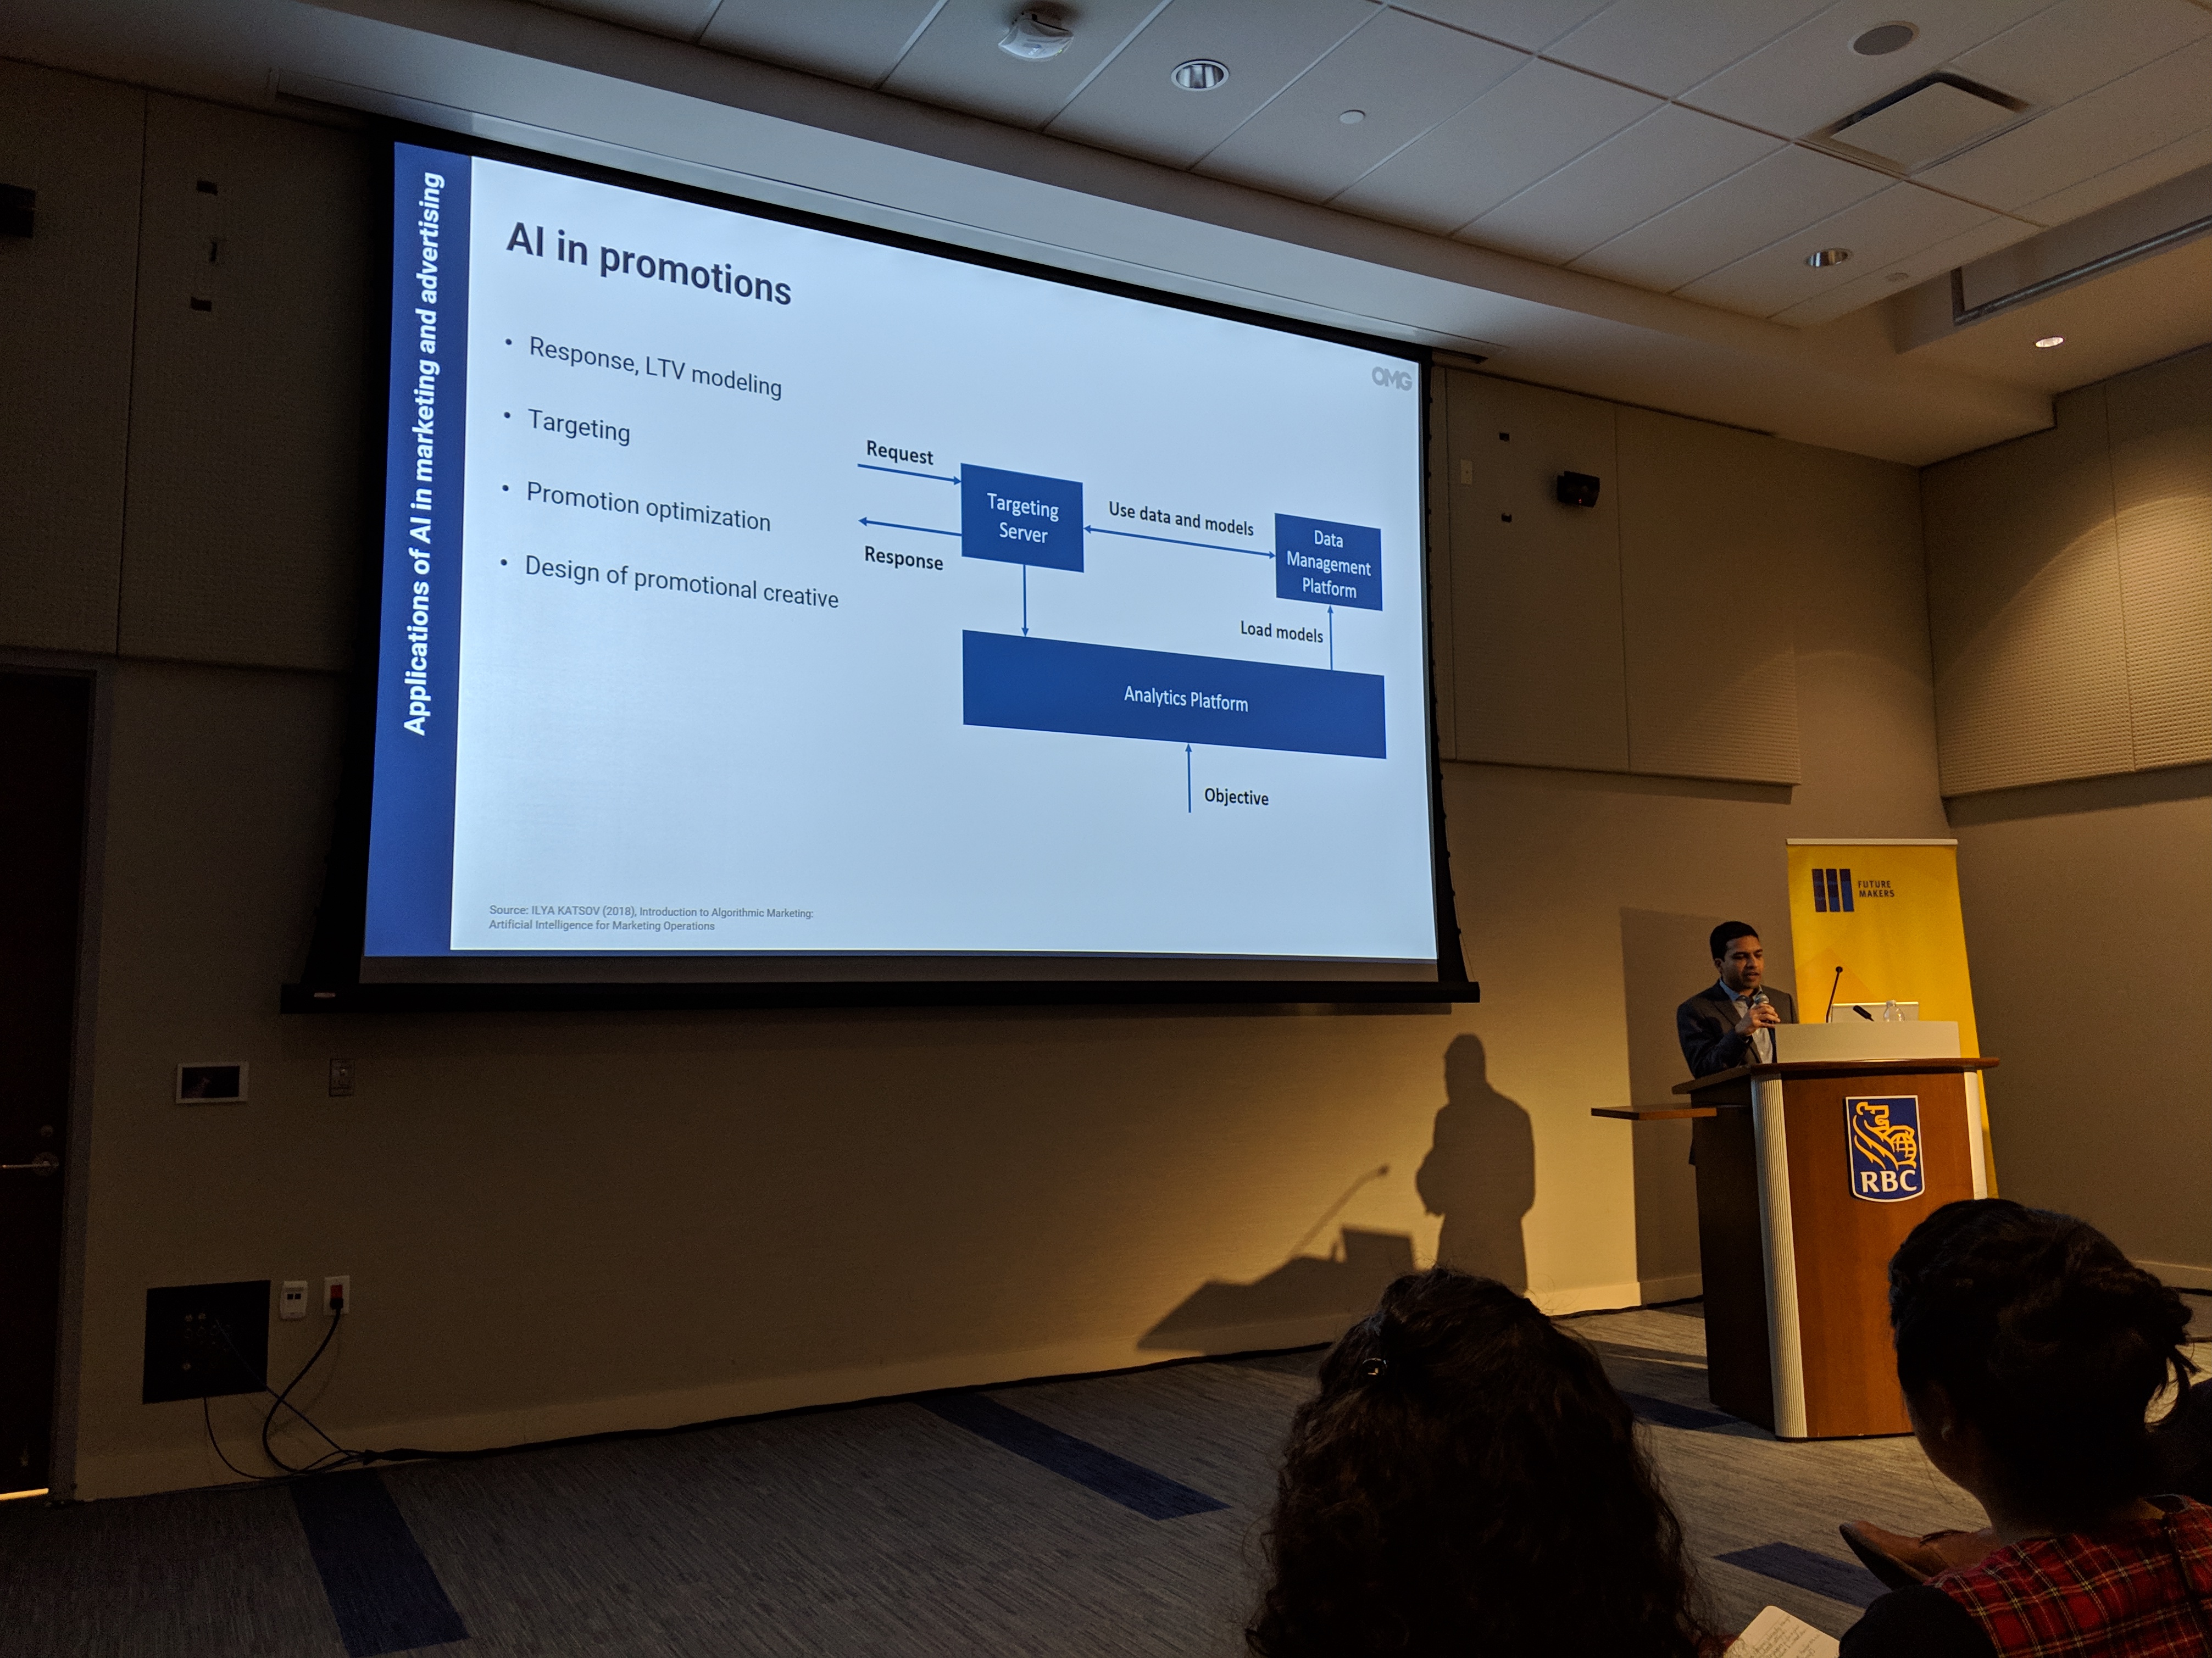 Applications of AI in marketing and advertising
AI in promotions
OMG
• Response, LTV modeling
• Targeting
• Promotion optimization
• Design of promotional creative
Request
Response
Targeting
Server
Use data and models
Data
Management
Platform
Load models
Analytics Platform
Objective
Source: ILYA KATSOV (2018), Introduction to Algorithmic Marketing:
Artificial Intelligence for Marketing Operations
FUTURE
MAKERS
RBC